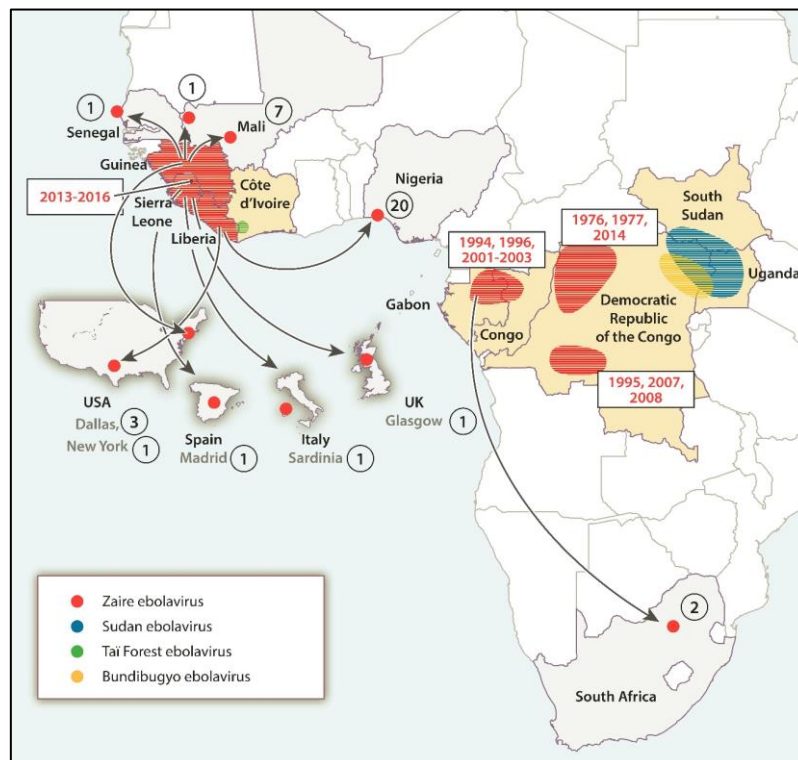 1
1
7
Senegal
Mali
Guinea
Nigeria
Côte
d’Ivoire
2013-2016
Sierra
Leone
20
Liberia
South
Sudan
1976, 1977,
2014
1994, 1996,
2001-2003
Uganda
Gabon
Democratic
Republic
of the Congo
Congo
1995, 2007,
2008
USA
Dallas, 3
New York 1
Spain
Madrid 1
Italy
Sardinia 1
UK
Glasgow 1
2
South Africa
Zaire ebolavirus
Sudan ebolavirus
Taï Forest ebolavirus
Bundibugyo ebolavirus